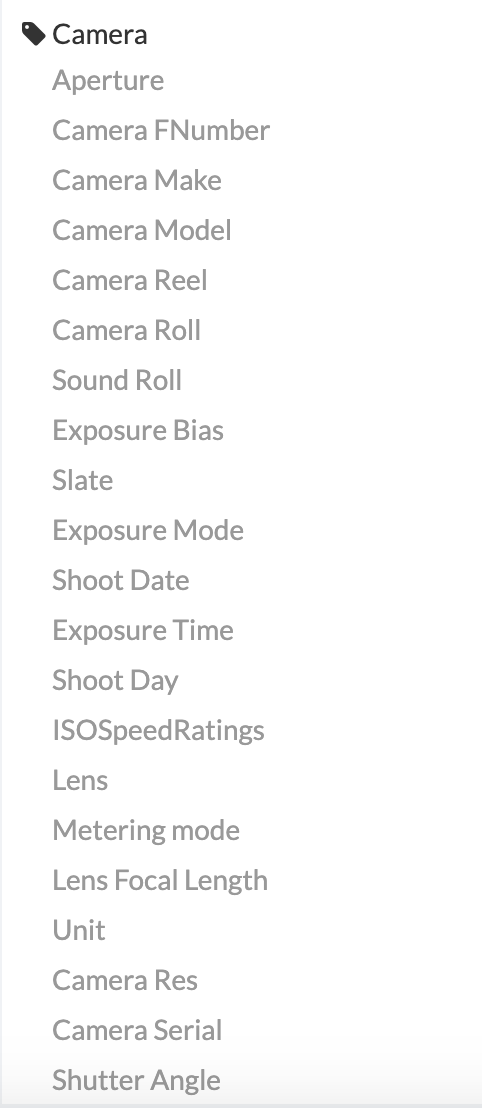 Camera
Aperture
Camera FNumber
Camera Make
Camera Model
Camera Reel
Camera Roll
Sound Roll
Exposure Bias
Slate
Exposure Mode
Shoot Date
Exposure Time
Shoot Day
ISOSpeedRatings
Lens
Metering mode
Lens Focal Length
Unit
Camera Res
Camera Serial
Shutter Angle